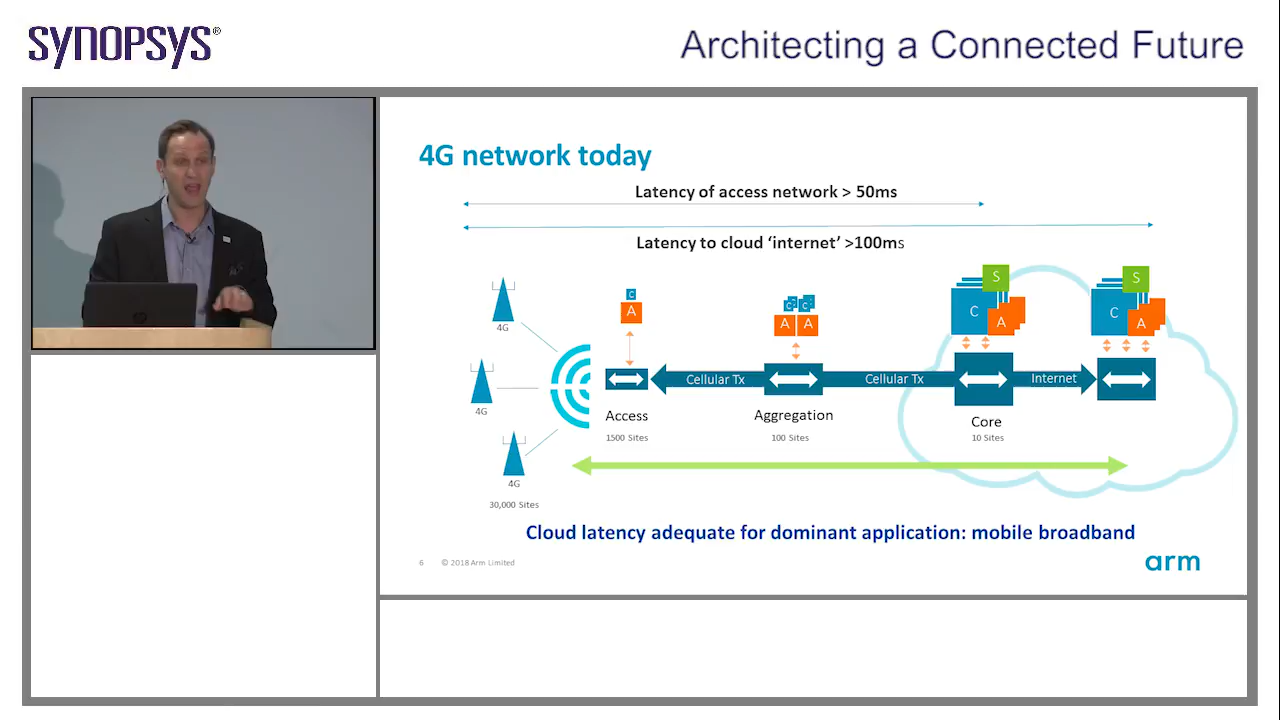 SYNOPSYS®
Architecting a Connected Future
4G network today
Latency of access network > 50ms
Latency to cloud ‘internet’ >100ms
S
S
C
A
C
A
C
A
C
C
A
A
4G
4G
4G
30,000 Sites
Cellular Tx
Cellular Tx
Internet
Access
1500 Sites
Aggregation
100 Sites
Core
10 Sites
Cloud latency adequate for dominant application: mobile broadband
6
© 2018 Arm Limited
arm